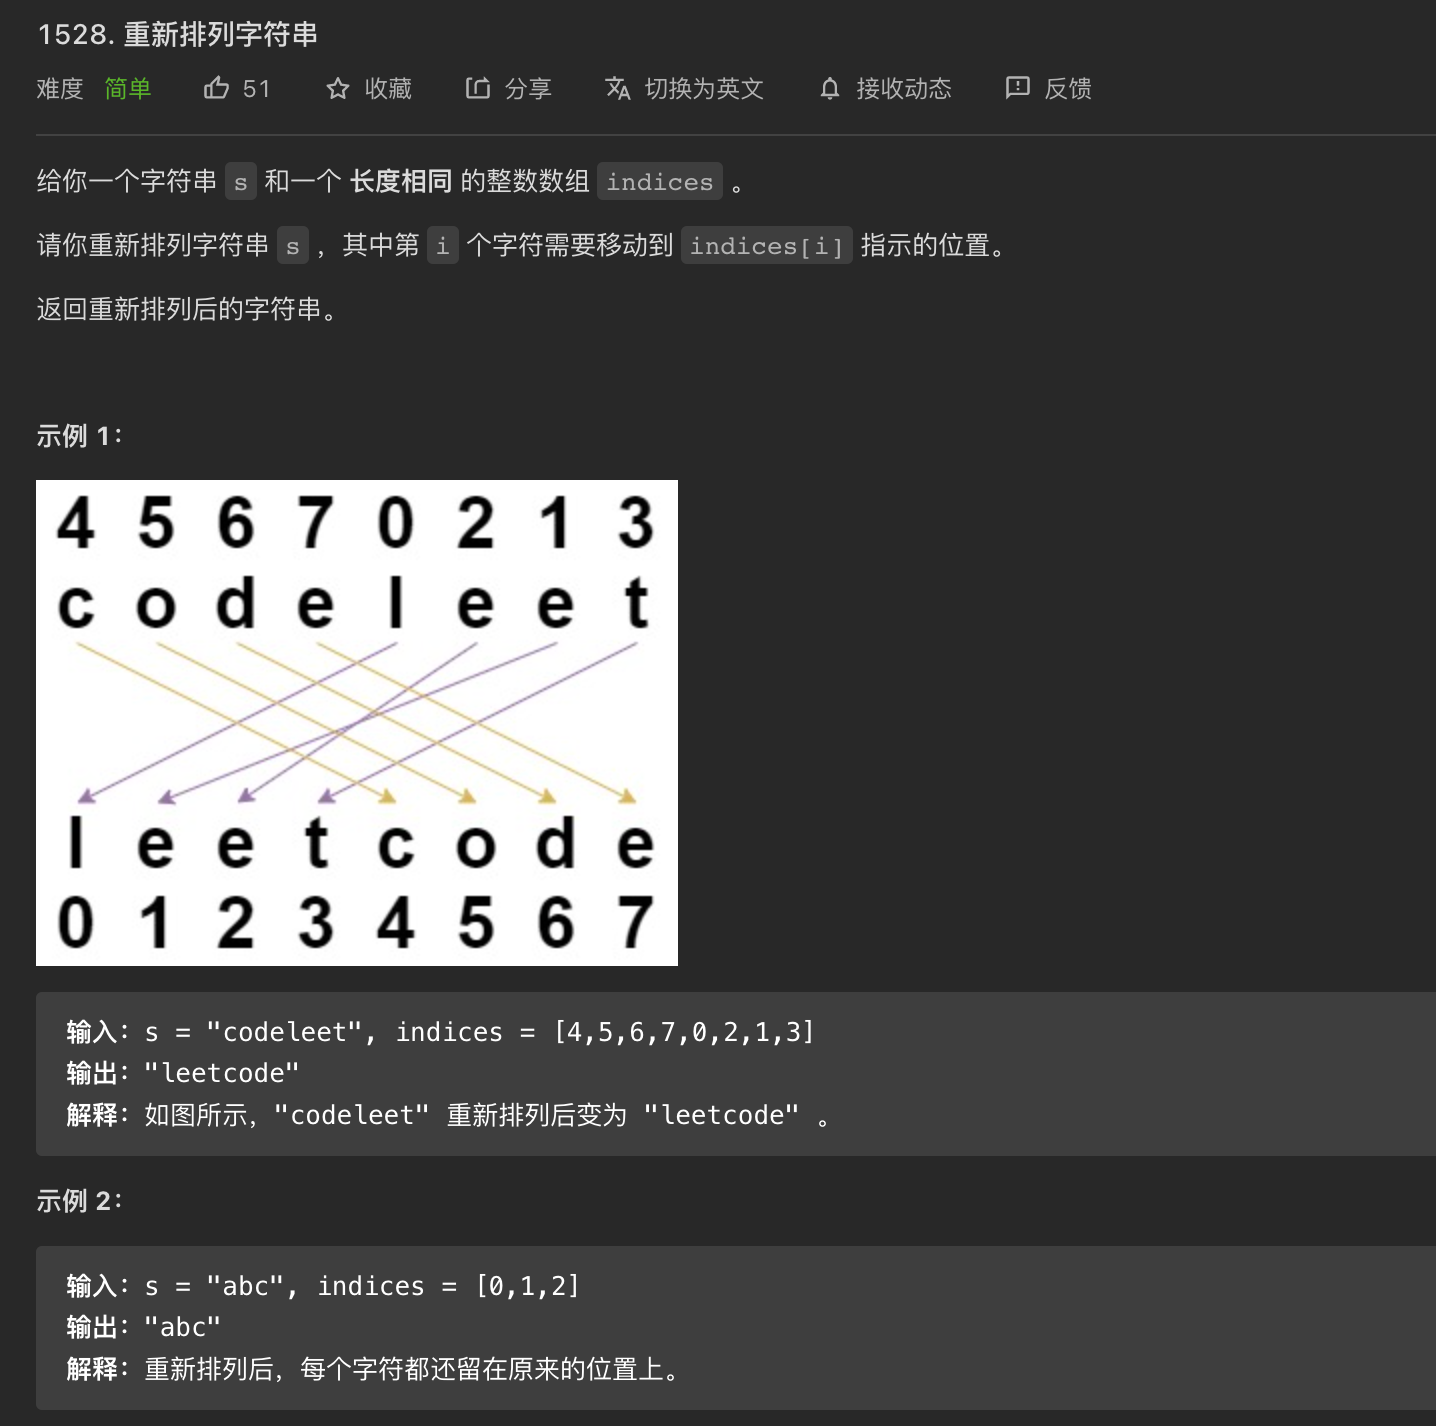 1528. 重新排列字符串
难度 简单 51 收藏 分享 切换为英文 接收动态 反馈
给你一个字符串 s 和一个 长度相同 的整数数组 indices 。
请你重新排列字符串 s ，其中第 i 个字符需要移动到 indices[i] 指示的位置。
返回重新排列后的字符串。
示例 1：
4 5 6 7 0 2 1 3
c o d e l e e t
l e e t c o d e
0 1 2 3 4 5 6 7
输入：s = "codeleet", indices = [4,5,6,7,0,2,1,3]
输出："leetcode"
解释：如图所示，"codeleet" 重新排列后变为 "leetcode" 。
示例 2：
输入：s = "abc", indices = [0,1,2]
输出："abc"
解释：重新排列后，每个字符都还留在原来的位置上。